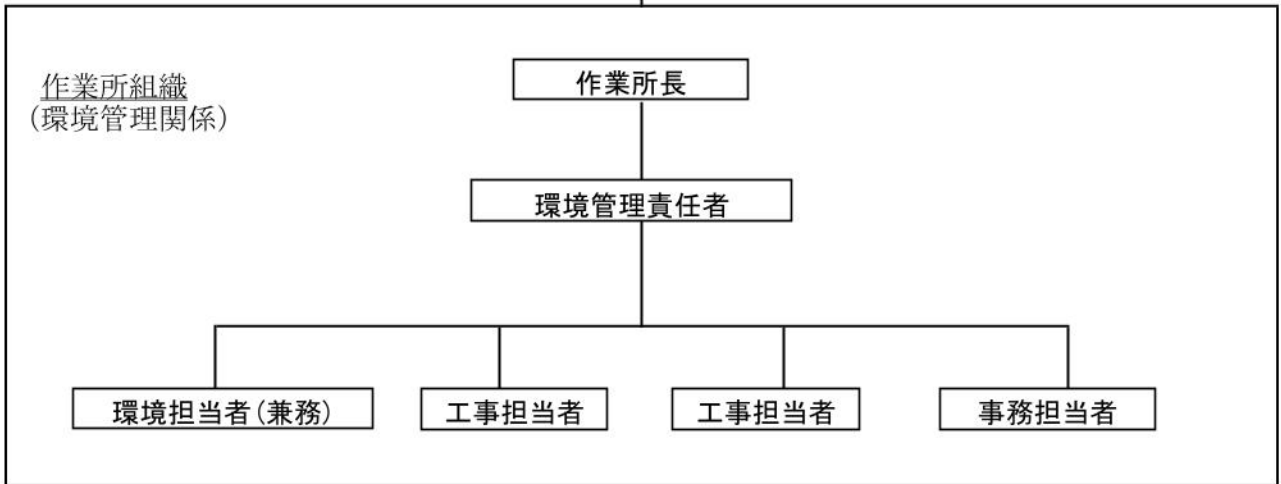 作業所組織
(環境管理関係)
作業所長
環境管理責任者
環境担当者(兼務)
工事担当者
工事担当者
事務担当者